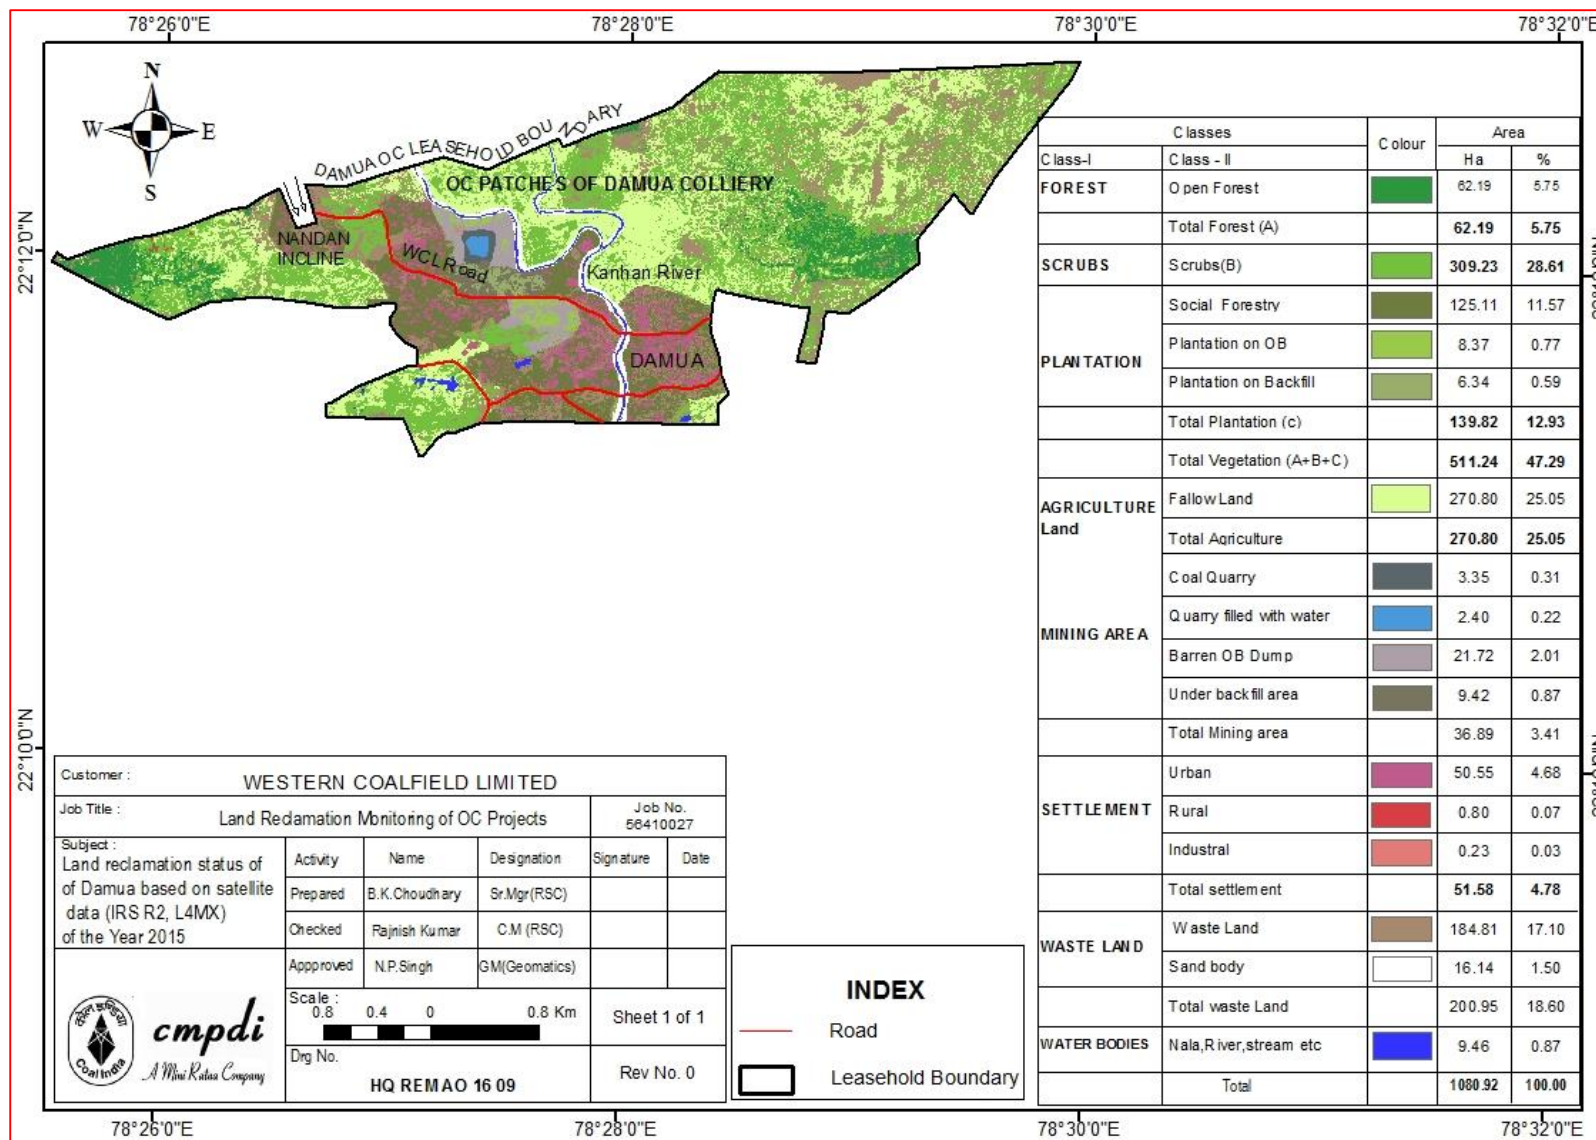 78°26'0"E 78°28'0"E 78°30'0"E 78°32'0"E
N
W E
S
DAMUA OC LEASEHOLD BOUNDARY
OC PATCHES OF DAMUA COLLIERY
NANDAN
INCLINE
WCL Road
Kanhan River
DAMUA
22°12'0"N
22°10'0"N
Classes Colour Area
Class-I Class - II Ha %
FOREST Open Forest 62.19 5.75
Total Forest (A) 62.19 5.75
SCRUBS Scrubs(B) 309.23 28.61
PLANTATION
Social Forestry 125.11 11.57
Plantation on OB 8.37 0.77
Plantation on Backfill 6.34 0.59
Total Plantation (c) 139.82 12.93
Total Vegetation (A+B+C) 511.24 47.29
AGRICULTURE
Land
Fallow Land 270.80 25.05
Total Agriculture 270.80 25.05
MINING AREA
Coal Quarry 3.35 0.31
Quarry filled with water 2.40 0.22
Barren OB Dump 21.72 2.01
Under backfill area 9.42 0.87
Total Mining area 36.89 3.41
SETTLEMENT
Urban 50.55 4.68
Rural 0.80 0.07
Industral 0.23 0.03
Total settlement 51.58 4.78
WASTE LAND
Waste Land 184.81 17.10
Sand body 16.14 1.50
Total waste Land 200.95 18.60
WATER BODIES Nala,River,stream etc 9.46 0.87
Total 1080.92 100.00
Customer : WESTERN COALFIELD LIMITED
Job Title : Land Reclamation Monitoring of OC Projects
Job No.
56410027
Subject :
Land reclamation status of
of Damua based on satellite
data (IRS R2, L4MX)
of the Year 2015
Activity Name Designation Signature Date
Prepared B.K.Choudhary Sr.Mgr(RSC)
Checked Rajnish Kumar C.M (RSC)
Appproved N.P.Singh GM(Geomatics)
Scale :
0.8 0.4 0 0.8 Km
Sheet 1 of 1
Drg No.
HQ REM AO 16 09
Rev No. 0
कोल इण्डिया
Coal India
cmpdi
A Mini Ratna Company
INDEX
Road
Leasehold Boundary
78°26'0"E 78°28'0"E 78°30'0"E 78°32'0"E